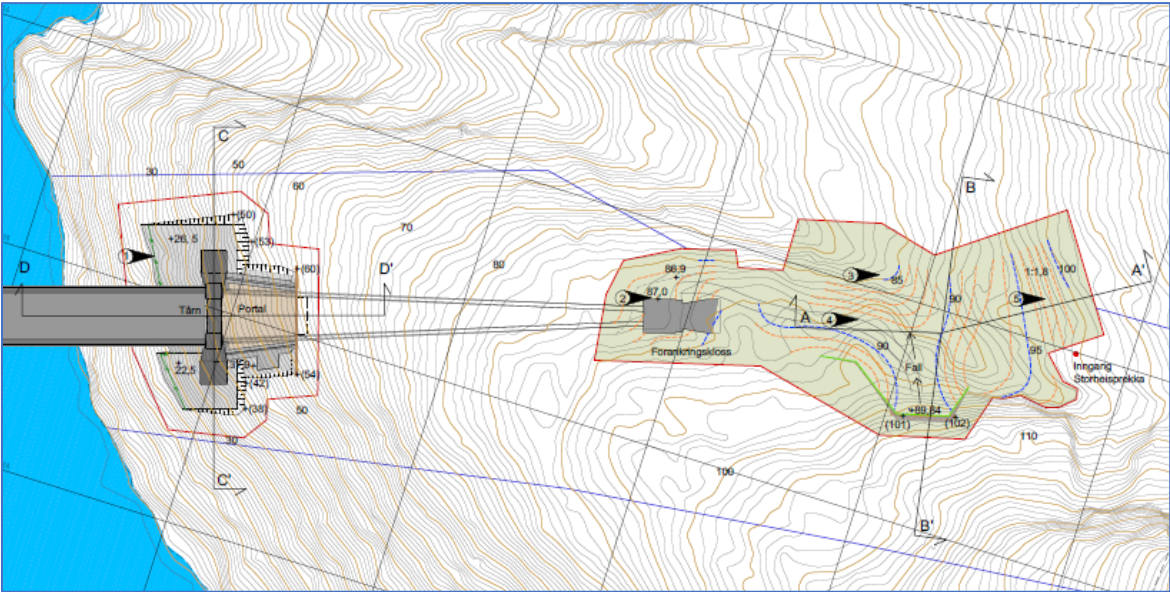 C
50
30
60
+(50)
B
+26, 5
+(53)
70
1
80
A'
D
+(60)
D'
86,9
3
85
1:1,8
100
2
87,0
90
5
Tårn
Portal
A
4
Forankringskloss
90
95
Inngang
Storheisprekka
Fall
22,5
+(54)
(42)
+(38)
50
+89,64
(101)
(102)
30
110
100
C'
B'